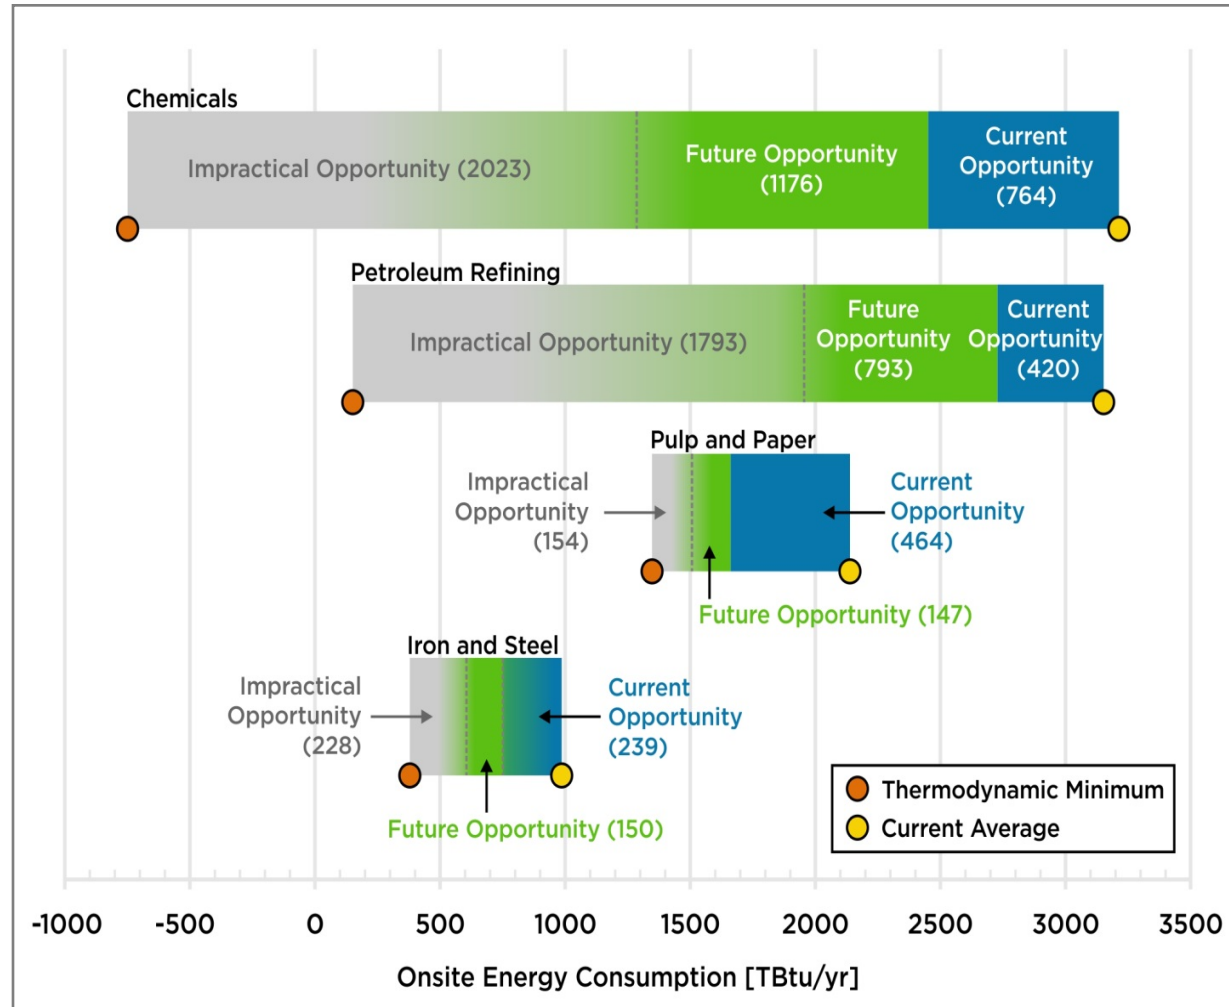 Chemicals
Impractical Opportunity (2023)
Future Opportunity
(1176)
Current
Opportunity
(764)
Petroleum Refining
Impractical Opportunity (1793)
Future
Opportunity
(793)
Current
Opportunity
(420)
Pulp and Paper
Impractical
Opportunity
(154)
Current
Opportunity
(464)
Future Opportunity (147)
Iron and Steel
Impractical
Opportunity
(228)
Current
Opportunity
(239)
Future Opportunity (150)
Thermodynamic Minimum
Current Average
-1000 -500 0 500 1000 1500 2000 2500 3000 3500
Onsite Energy Consumption [TBtu/yr]